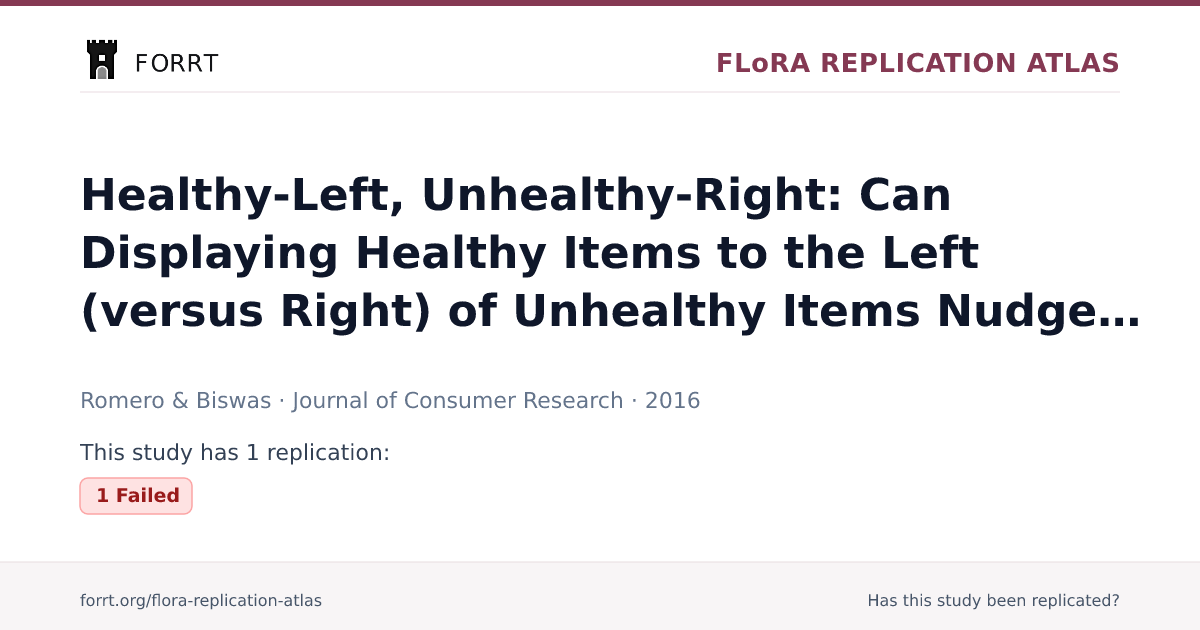 FORRT
FLoRA REPLICATION ATLAS
Healthy-Left, Unhealthy-Right: Can
Displaying Healthy Items to the Left
(versus Right) of Unhealthy Items Nudge…
Romero & Biswas · Journal of Consumer Research · 2016
This study has 1 replication:
1 Failed
forrt.org/flora-replication-atlas
Has this study been replicated?